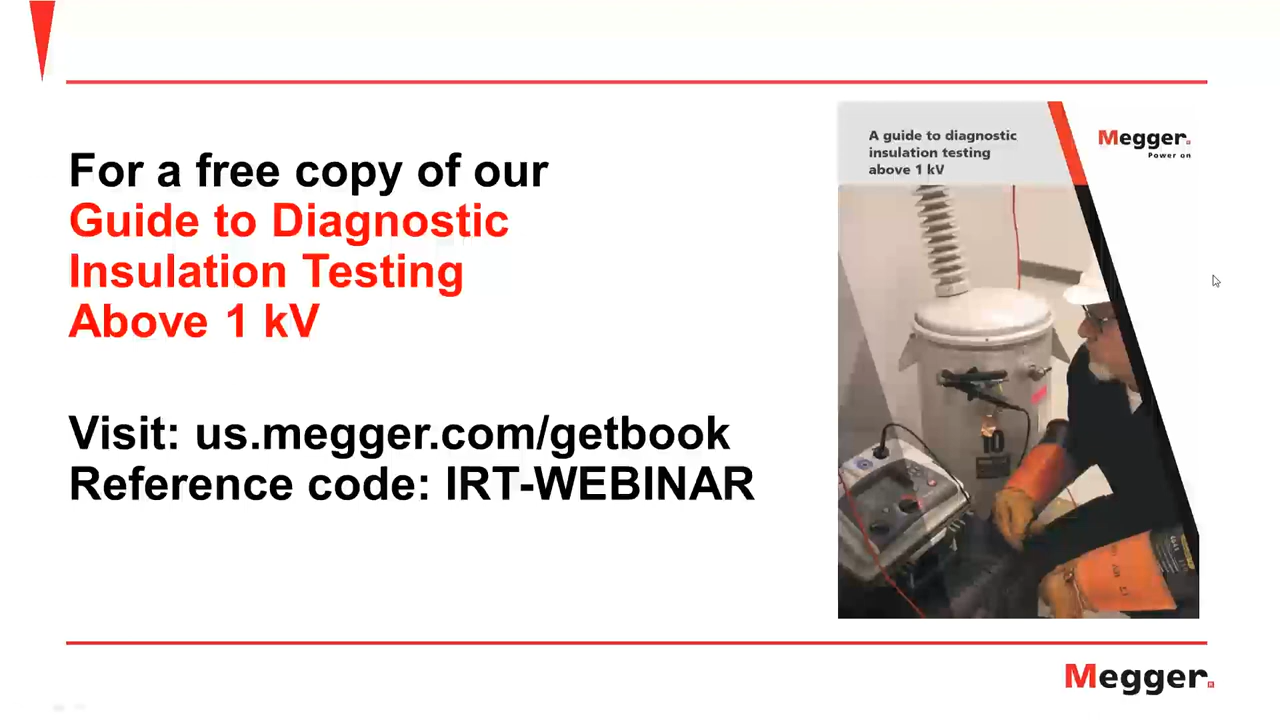 For a free copy of our
Guide to Diagnostic
Insulation Testing
Above 1 kV
Visit: us.megger.com/getbook
Reference code: IRT-WEBINAR
A guide to diagnostic
insulation testing
above 1 kV
Megger
Power on
10
Megger